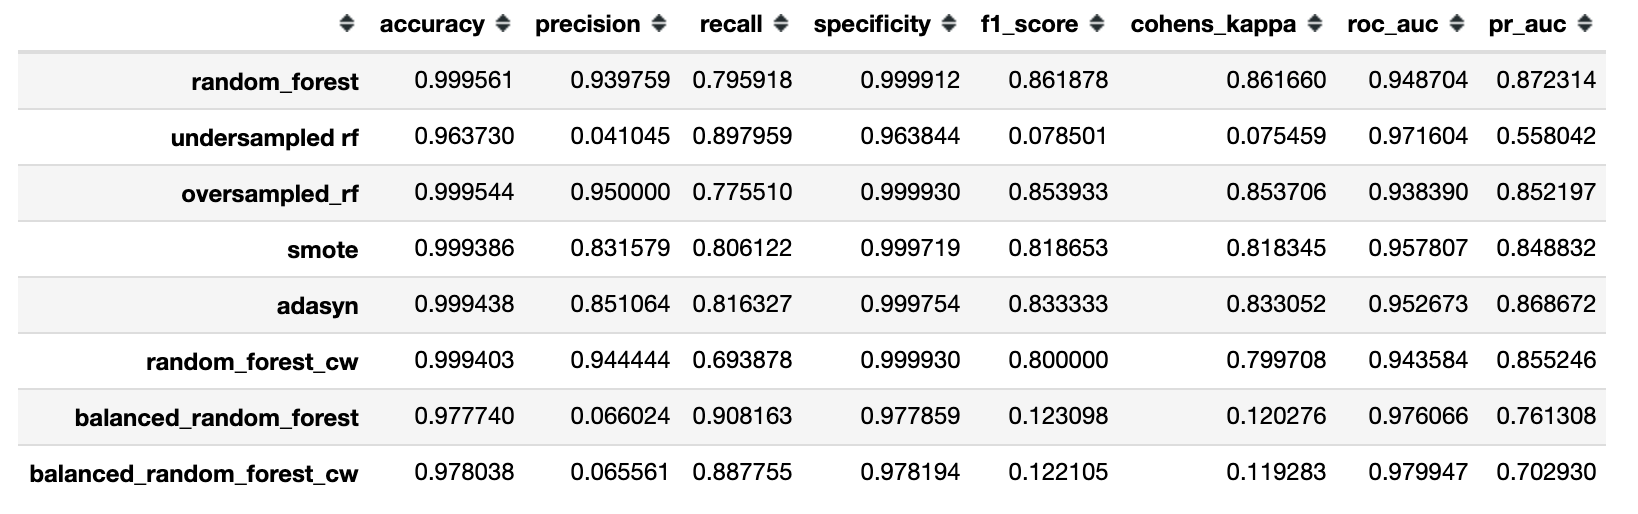 accuracy precision recall specificity f1_score cohens_kappa roc_auc pr_auc
random_forest 0.999561 0.939759 0.795918 0.999912 0.861878 0.861660 0.948704 0.872314
undersampled rf 0.963730 0.041045 0.897959 0.963844 0.078501 0.075459 0.971604 0.558042
oversampled_rf 0.999544 0.950000 0.775510 0.999930 0.853933 0.853706 0.938390 0.852197
smote 0.999386 0.831579 0.806122 0.999719 0.818653 0.818345 0.957807 0.848832
adasyn 0.999438 0.851064 0.816327 0.999754 0.833333 0.833052 0.952673 0.868672
random_forest_cw 0.999403 0.944444 0.693878 0.999930 0.800000 0.799708 0.943584 0.855246
balanced_random_forest 0.977740 0.066024 0.908163 0.977859 0.123098 0.120276 0.976066 0.761308
balanced_random_forest_cw 0.978038 0.065561 0.887755 0.978194 0.122105 0.119283 0.979947 0.702930